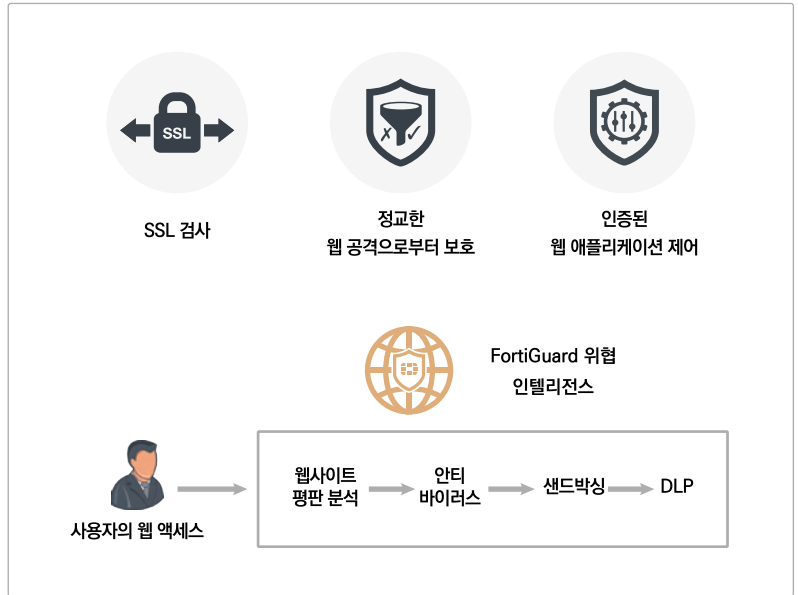 SSL
SSL 검사
정교한
웹 공격으로부터 보호
인증된
웹 애플리케이션 제어
FortiGuard 위협
인텔리전스
사용자의 웹 액세스
웹사이트
평판 분석
안티
바이러스
샌드박싱
DLP